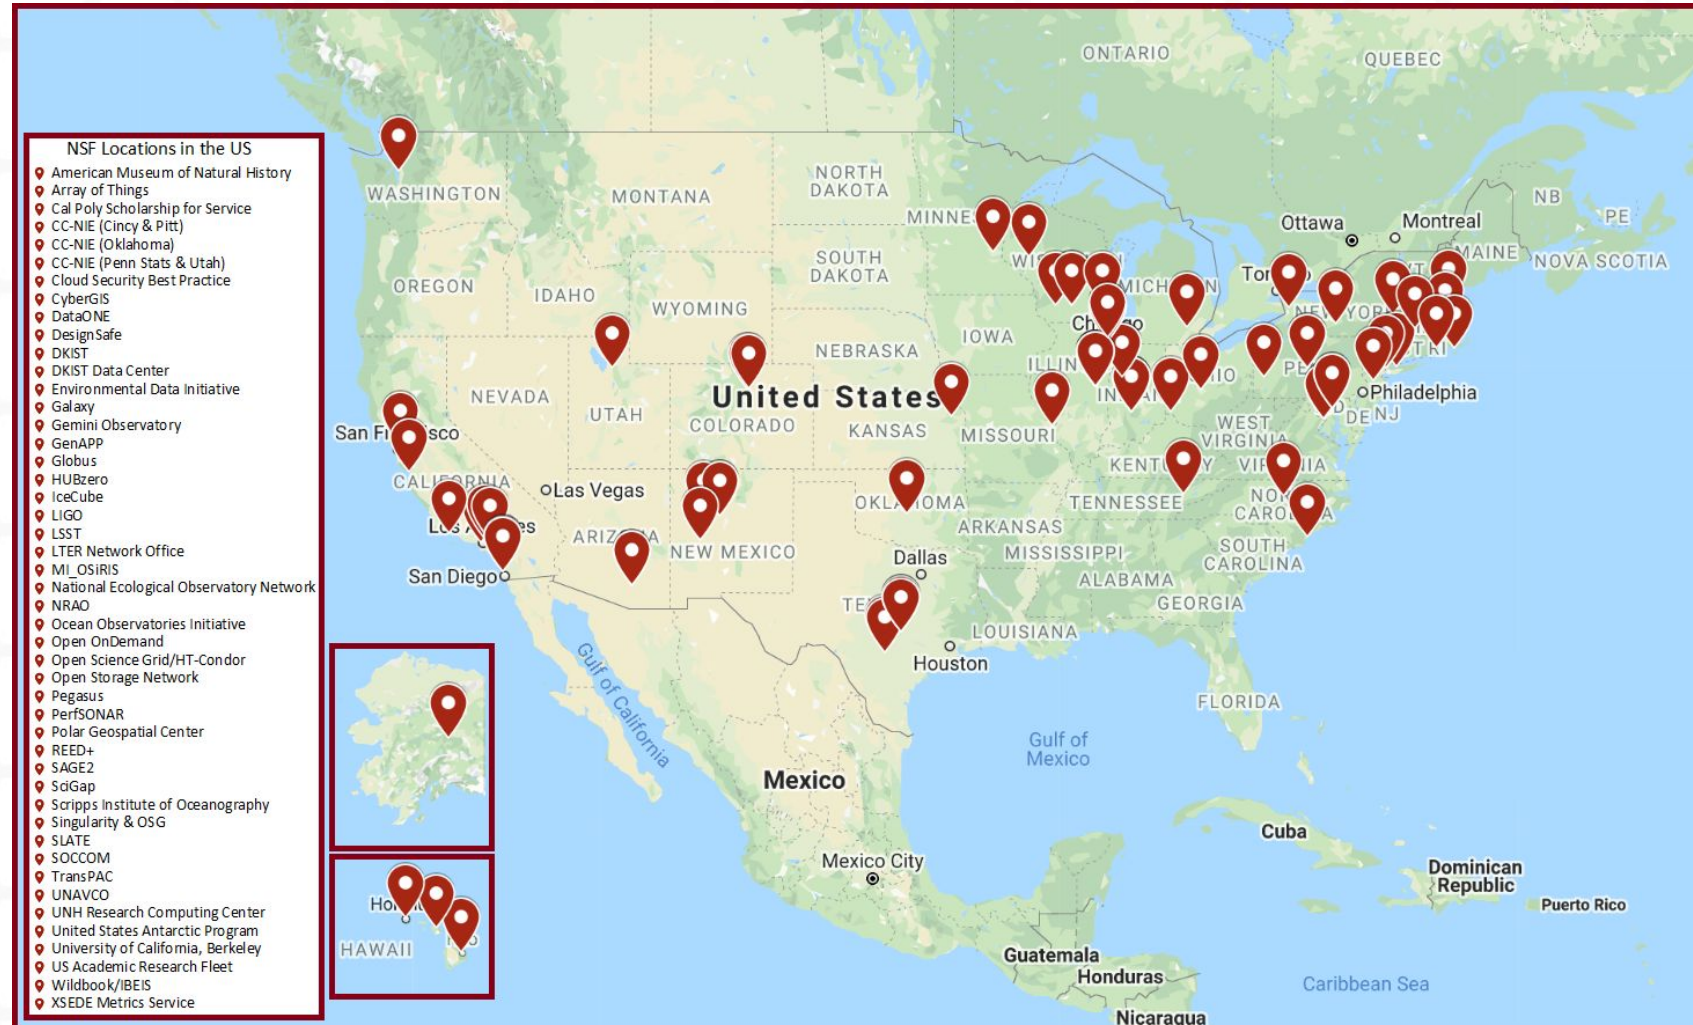 NSF Locations in the US
American Museum of Natural History
Array of Things
Cal Poly Scholarship for Service
CC-NIE (Cincy & Pitt)
CC-NIE (Oklahoma)
CC-NIE (Penn Stats & Utah)
Cloud Security Best Practice
CyberGIS
DataONE
DesignSafe
DKIST
DKIST Data Center
Environmental Data Initiative
Galaxy
Gemini Observatory
GenAPP
Globus
HUBzero
IceCube
LIGO
LSST
LTER Network Office
MI_OSiRIS
National Ecological Observatory Network
NRAO
Ocean Observatories Initiative
Open OnDemand
Open Science Grid/HT-Condor
Open Storage Network
Pegasus
PerfSONAR
Polar Geospatial Center
REED+
SAGE2
SciGap
Scripps Institute of Oceanography
Singularity & OSG
SLATE
SOCCOM
TransPAC
UNAVCO
UNH Research Computing Center
United States Antarctic Program
University of California, Berkeley
US Academic Research Fleet
Wildbook/IBEIS
XSEDE Metrics Service
ONTARIO
QUEBEC
WASHINGTON
MONTANA
NORTH
DAKOTA
NB
PE
Ottawa
Montreal
MAINE
NOVA SCOTIA
SOUTH
DAKOTA
OREGON
IDAHO
WYOMING
IOWA
NEBRASKA
NEVADA
UTAH
United States
COLORADO
KANSAS
MISSOURI
WEST
VIRGINIA
Philadelphia
DE
NJ
CALIFORNIA
Las Vegas
OKLAHOMA
TENNESSEE
ARKANSAS
NEW MEXICO
MISSISSIPPI
SOUTH
CAROLINA
San Diego
Dallas
ALABAMA
GEORGIA
LOUISIANA
Houston
FLORIDA
Gulf of California
Gulf of
Mexico
Mexico
Cuba
Mexico City
Dominican
Republic
Puerto Rico
HAWAII
Guatemala
Honduras
Caribbean Sea
Nicaragua